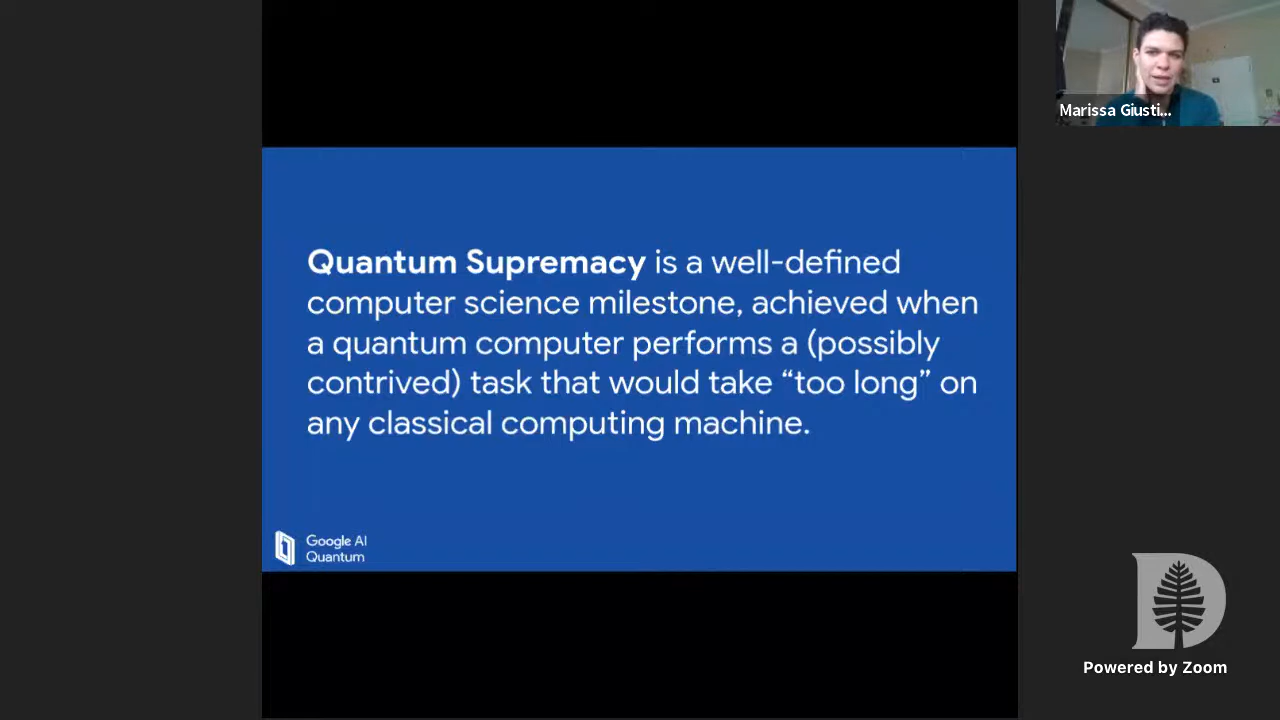 Marissa Giusti...
Quantum Supremacy is a well-defined
computer science milestone, achieved when
a quantum computer performs a (possibly
contrived) task that would take “too long” on
any classical computing machine.
Google AI
Quantum
D
Powered by Zoom